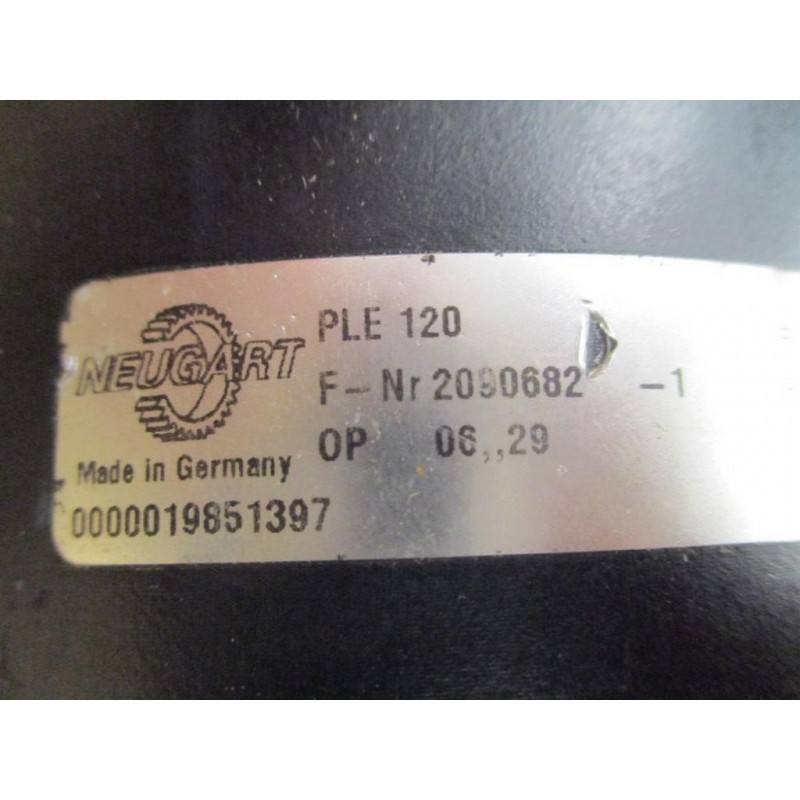 NEUGART
Made in Germany
0000019851397
PLE 120
F-Nr 2090682 -1
OP 06,,29